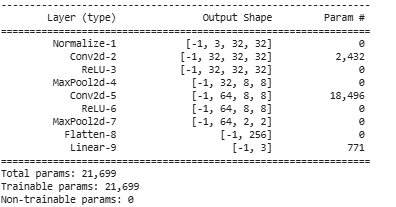 ----------------------------------------------------------------
Layer (type) Output Shape Param #
================================================================
Normalize-1 [-1, 3, 32, 32] 0
Conv2d-2 [-1, 32, 32, 32] 2,432
ReLU-3 [-1, 32, 32, 32] 0
MaxPool2d-4 [-1, 32, 8, 8] 0
Conv2d-5 [-1, 64, 8, 8] 18,496
ReLU-6 [-1, 64, 8, 8] 0
MaxPool2d-7 [-1, 64, 2, 2] 0
Flatten-8 [-1, 256] 0
Linear-9 [-1, 3] 771
================================================================
Total params: 21,699
Trainable params: 21,699
Non-trainable params: 0